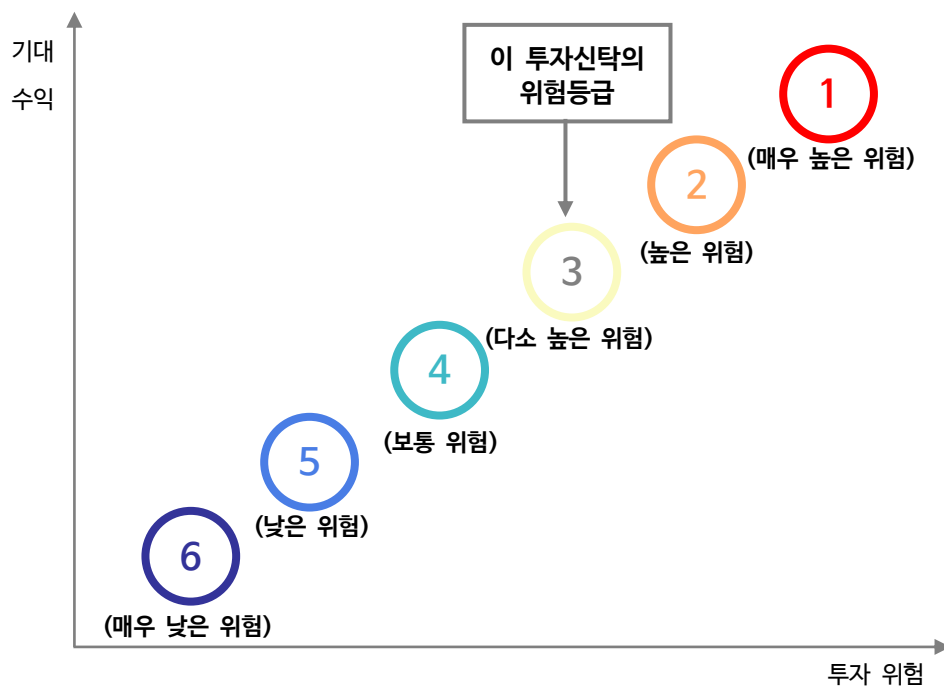 기대
수익
이 투자신탁의
위험등급
1
(매우 높은 위험)
2
(높은 위험)
3
(다소 높은 위험)
4
(보통 위험)
5
(낮은 위험)
6
(매우 낮은 위험)
투자 위험